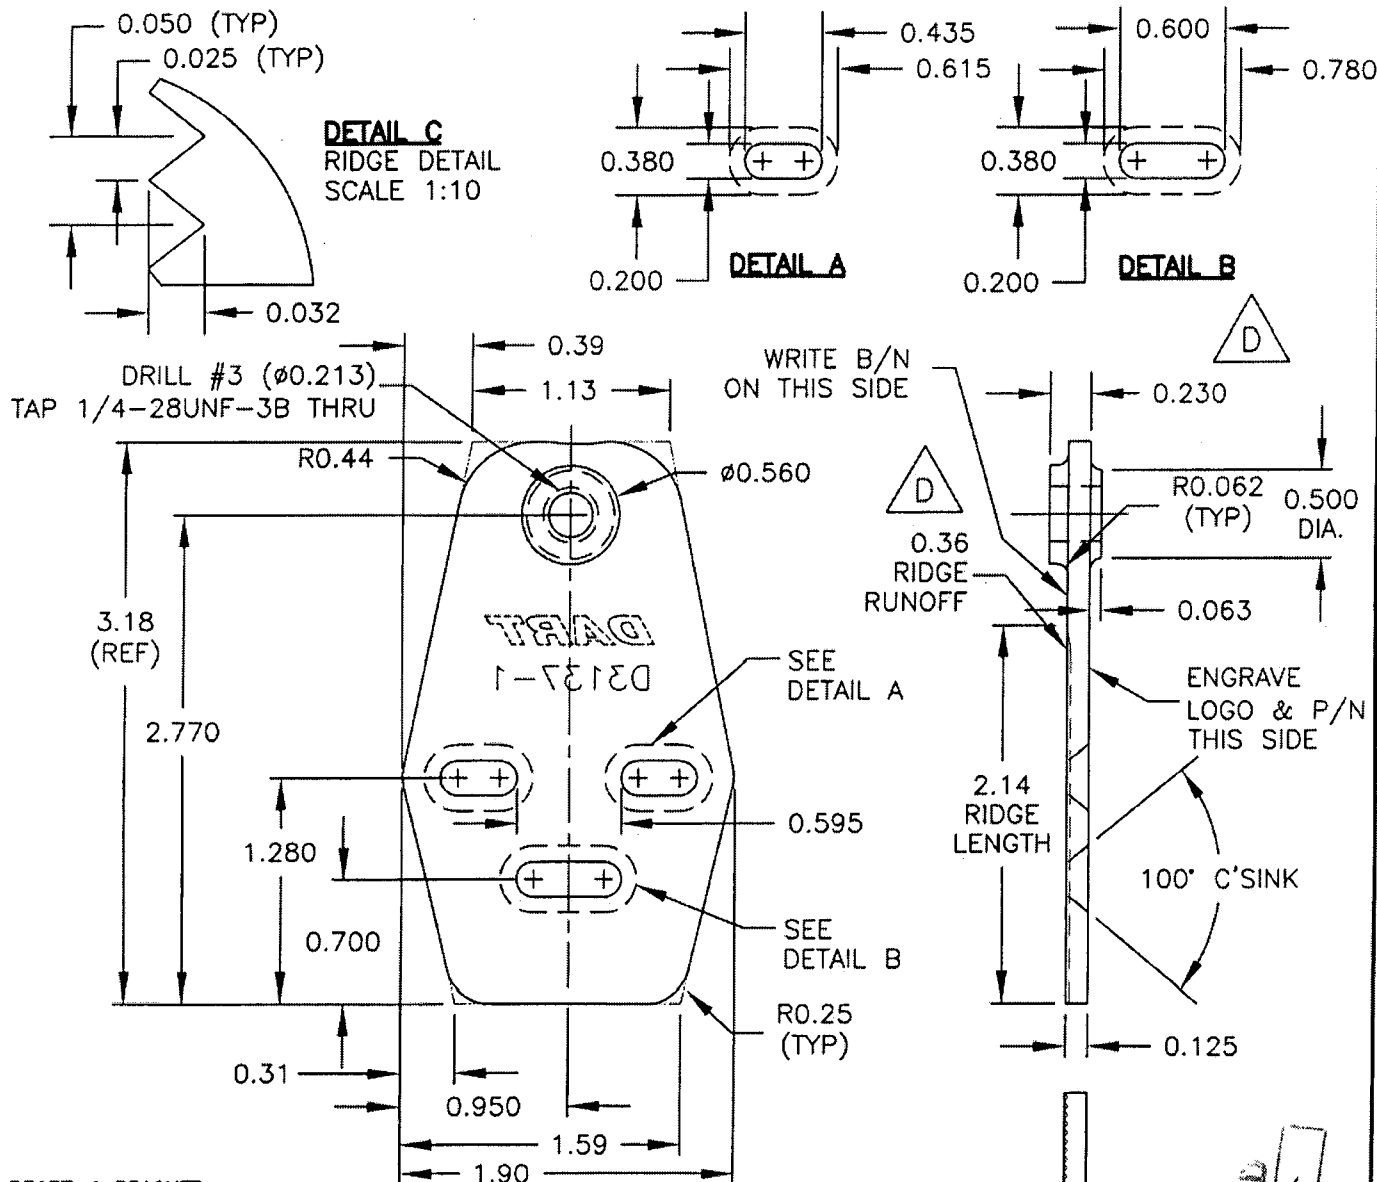 0.050 (TYP)
0.025 (TYP)
DETAIL C
RIDGE DETAIL
SCALE 1:10
0.032
0.435
0.615
0.380
0.200
DETAIL A
0.600
0.780
0.380
0.200
DETAIL B
D
0.39
1.13
DRILL #3 (⌀0.213)
TAP 1/4-28UNF-3B THRU
R0.44
⌀0.560
3.18
(REF)
2.770
DART
D3137-1
SEE
DETAIL A
0.595
1.280
0.700
SEE
DETAIL B
R0.25
(TYP)
0.31
0.950
1.59
1.90
WRITE B/N
ON THIS SIDE
0.230
D
R0.062
(TYP)
0.500
DIA.
0.36
RIDGE
RUNOFF
0.063
ENGRAVE
LOGO & P/N
THIS SIDE
2.14
RIDGE
LENGTH
100° C'SINK
0.125